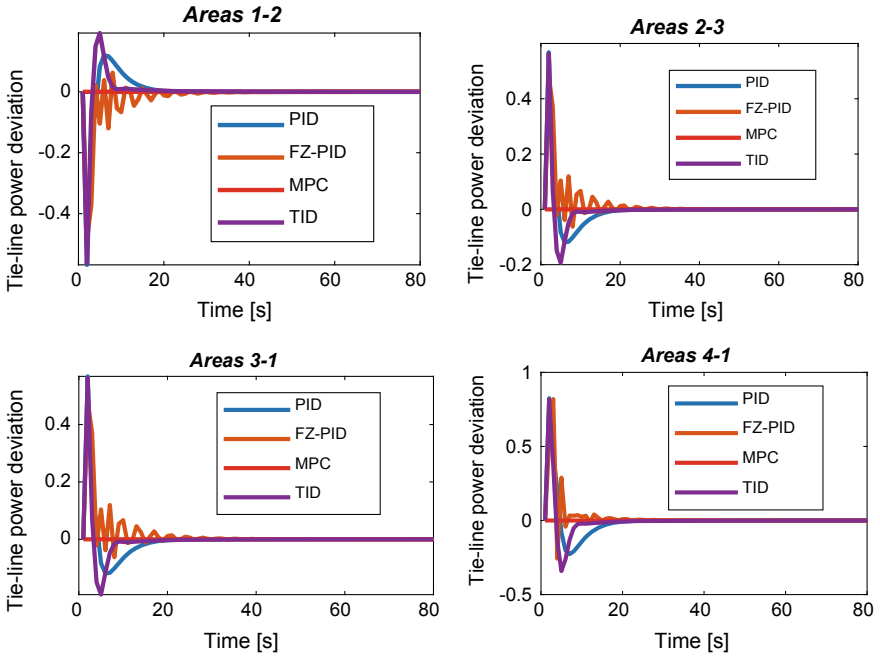 Areas 1-2
Tie-line power deviation
0
-0.2
-0.4
PID
FZ-PID
MPC
TID
0 20 40 60 80
Time [s]
Areas 2-3
Tie-line power deviation
0.4
0.2
0
-0.2
PID
FZ-PID
MPC
TID
0 20 40 60 80
Time [s]
Areas 3-1
Tie-line power deviation
0.4
0.2
0
PID
FZ-PID
MPC
TID
0 20 40 60 80
Time [s]
Areas 4-1
Tie-line power deviation
1
0.5
0
-0.5
PID
FZ-PID
MPC
TID
0 20 40 60 80
Time [s]